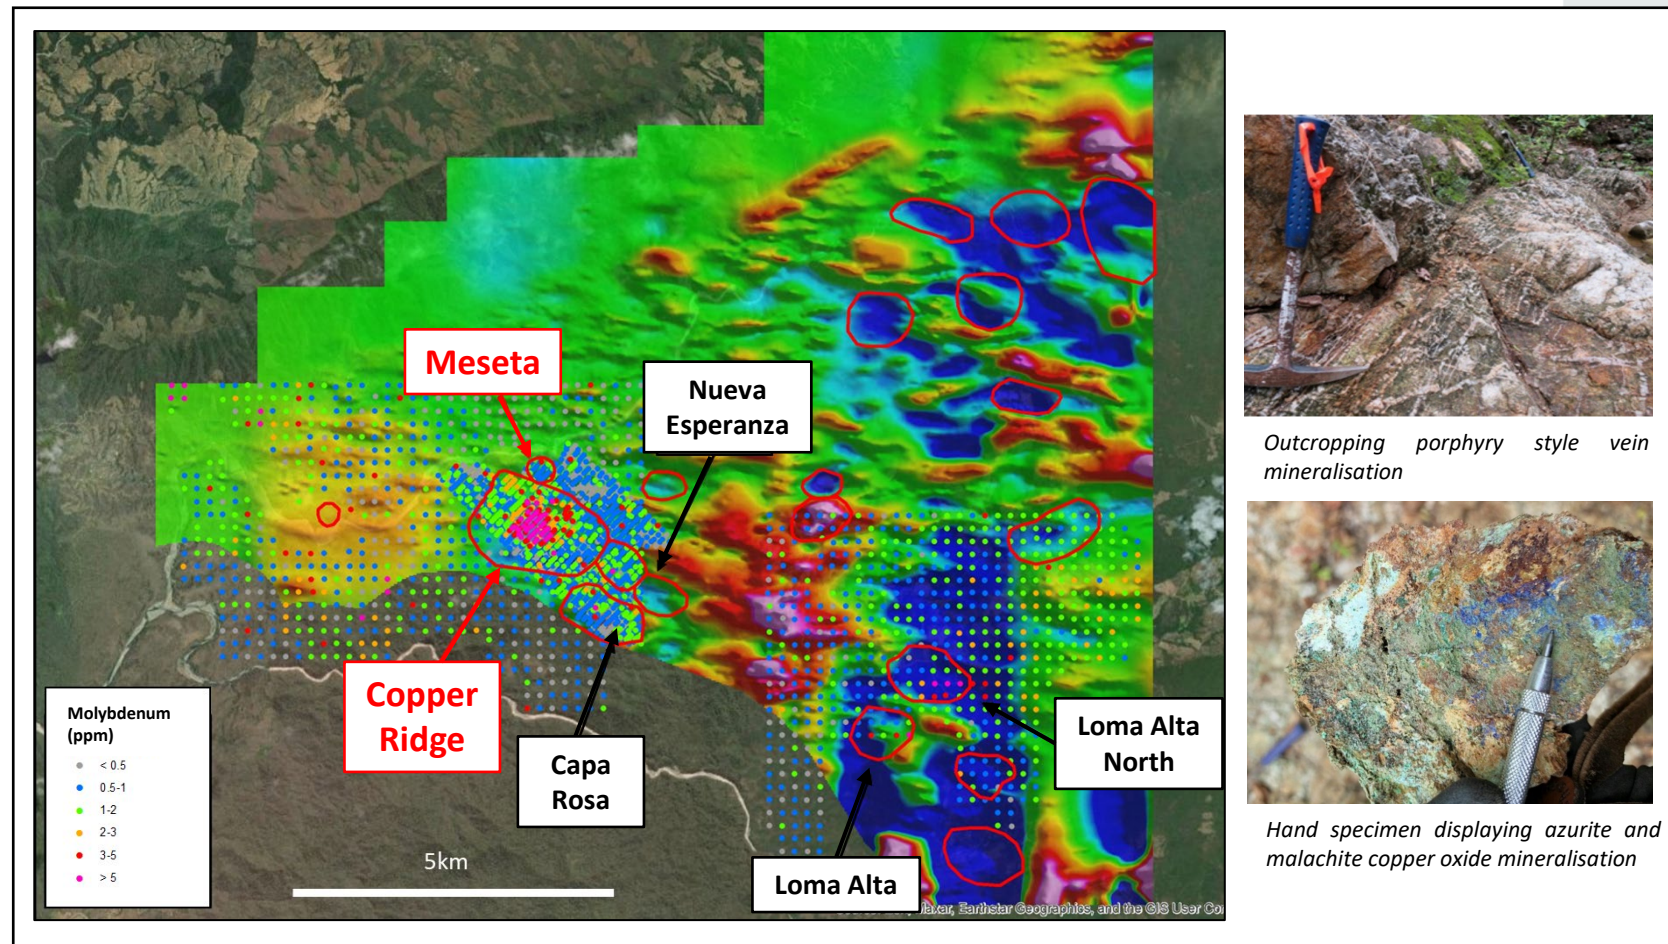 Meseta
Nueva
Esperanza
Copper
Ridge
Capa
Rosa
Loma Alta
North
Loma Alta
Molybdenum
(ppm)
< 0.5
0.5-1
1-2
2-3
3-5
> 5
5km
Earthstar Geographics, and the GIS User
Outcropping porphyry style vein
mineralisation
Hand specimen displaying azurite and
malachite copper oxide mineralisation